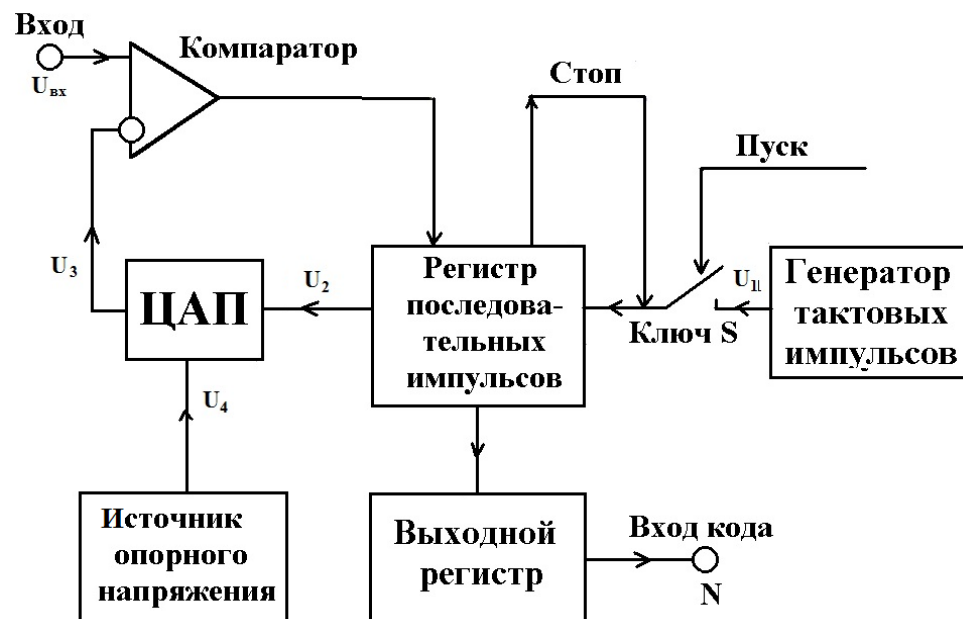 Вход
Uвх
Компаратор
Стоп
Пуск
U3
ЦАП
U2
Регистр
последова-
тельных
импульсов
Ключ S
U1
Генератор
тактовых
импульсов
U4
Источник
опорного
напряжения
Выходной
регистр
Вход кода
N